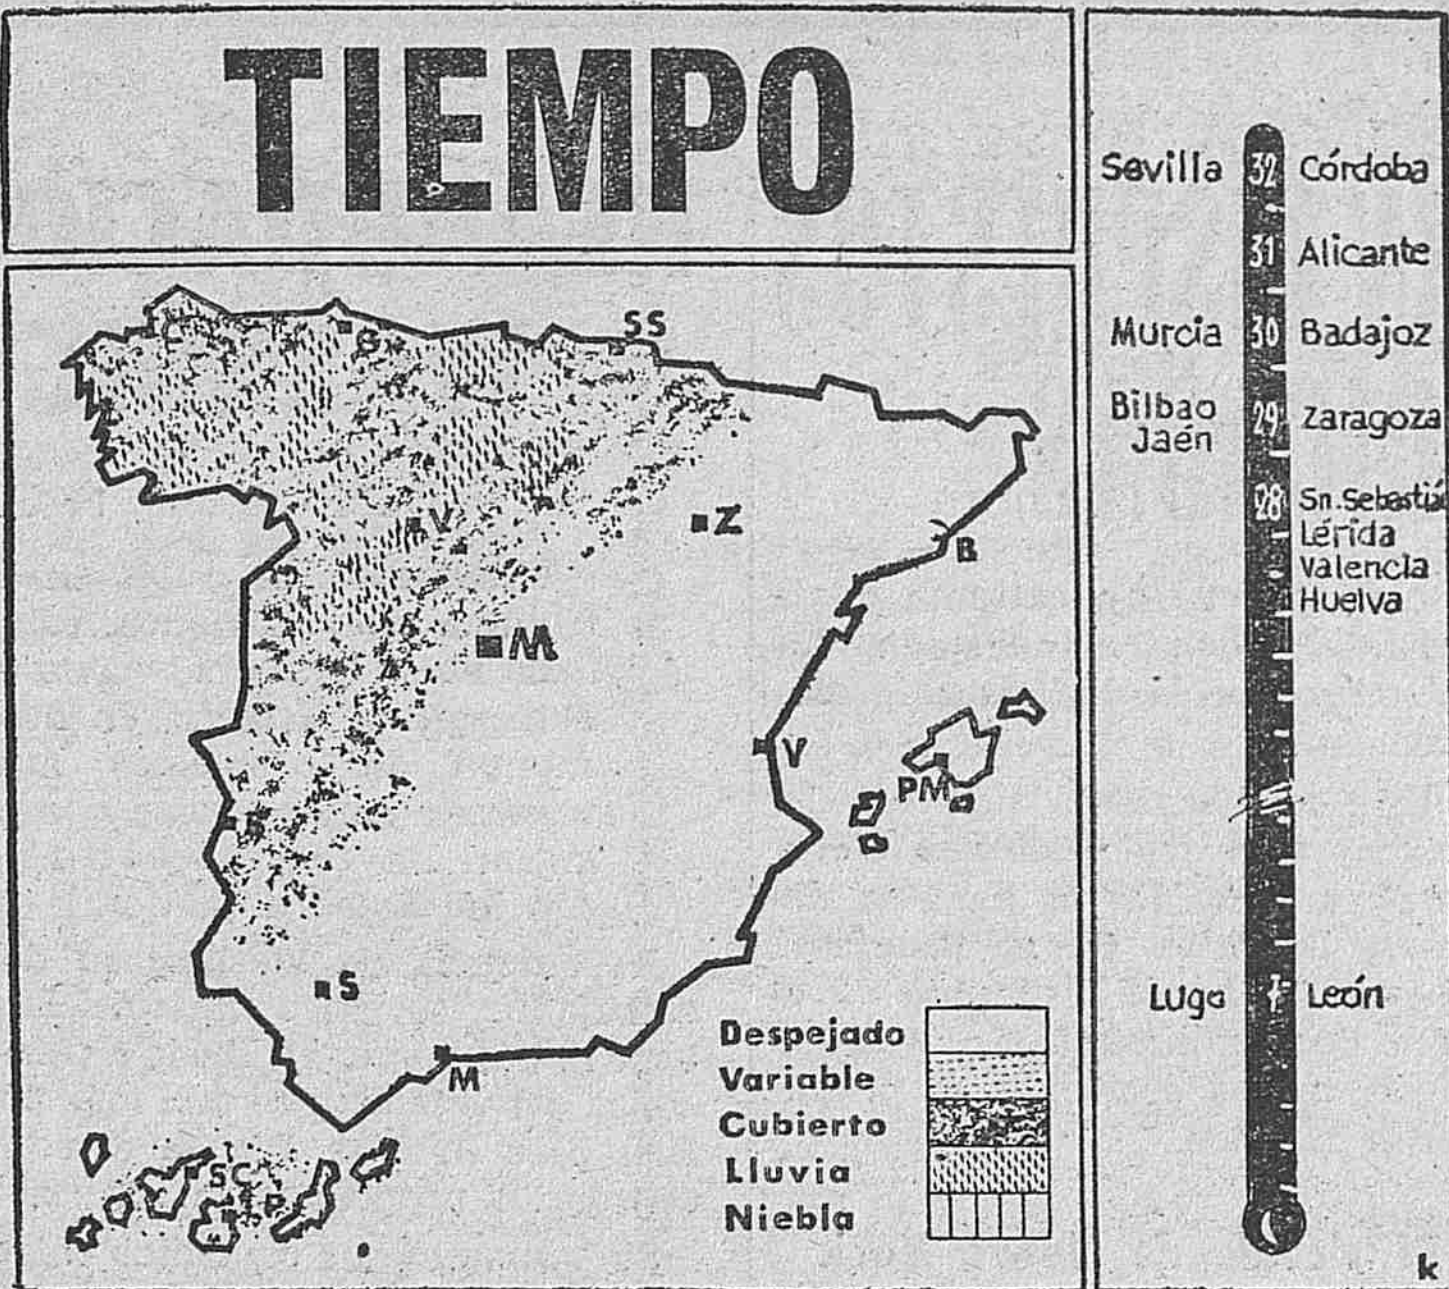 TIEMPO
SS
G
V
Z
B
M
V
PM
B
S
M
SC
P
Despejado
Variable
Cubierto
Lluvia
Niebla
Sevilla 32 Córdoba
31 Alicante
Murcia 30 Badajoz
Bilbao
Jaén
29 Zaragoza
28 Sn.Sebastiá
Lérida
Valencia
Huelva
Lugo 7 León
k